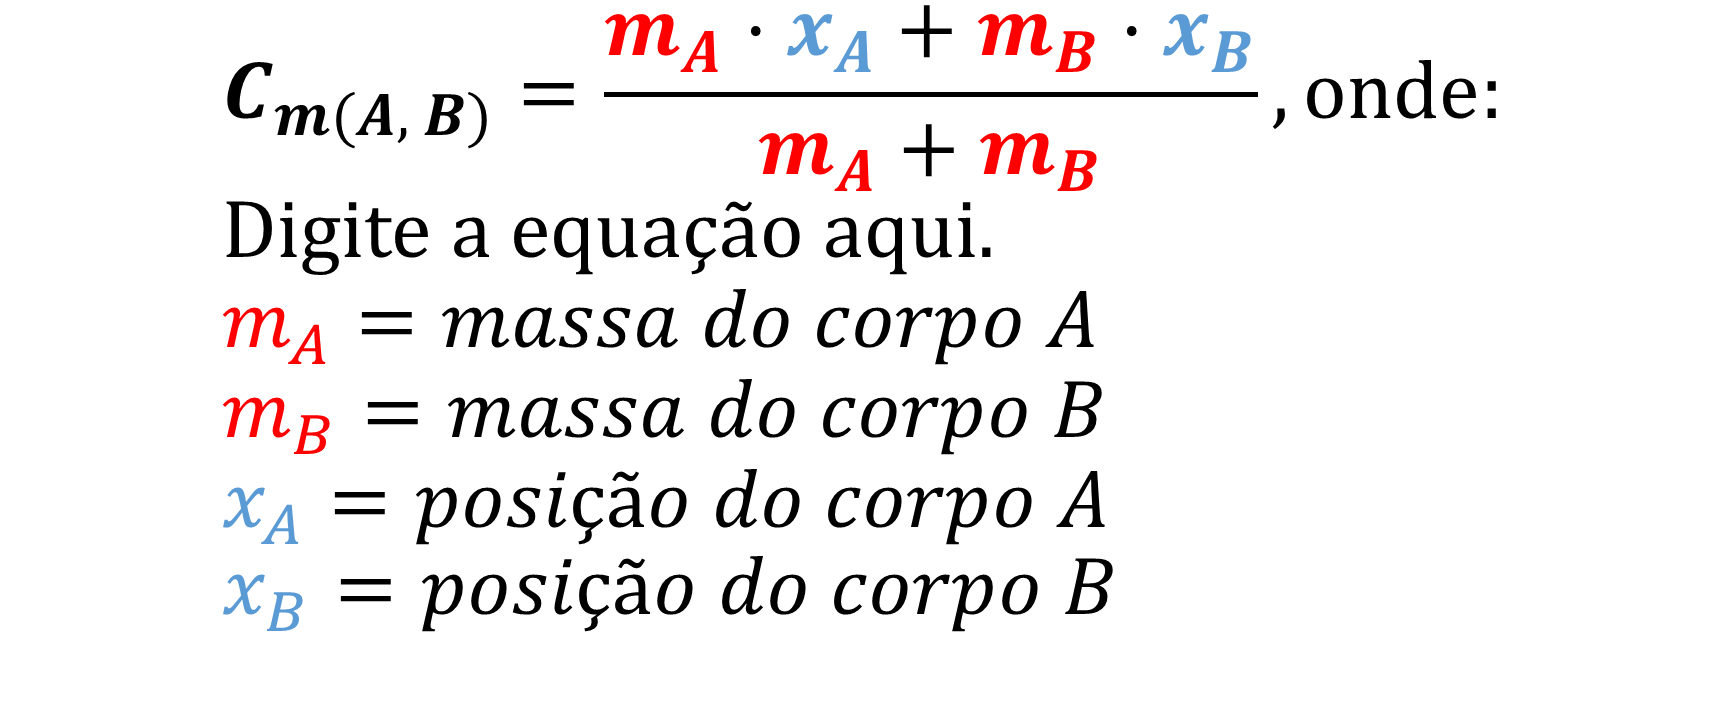 C_m(A, B) = (m_A · x_A + m_B · x_B) / (m_A + m_B) , onde:
Digite a equação aqui.
m_A = massa do corpo A
m_B = massa do corpo B
x_A = posição do corpo A
x_B = posição do corpo B